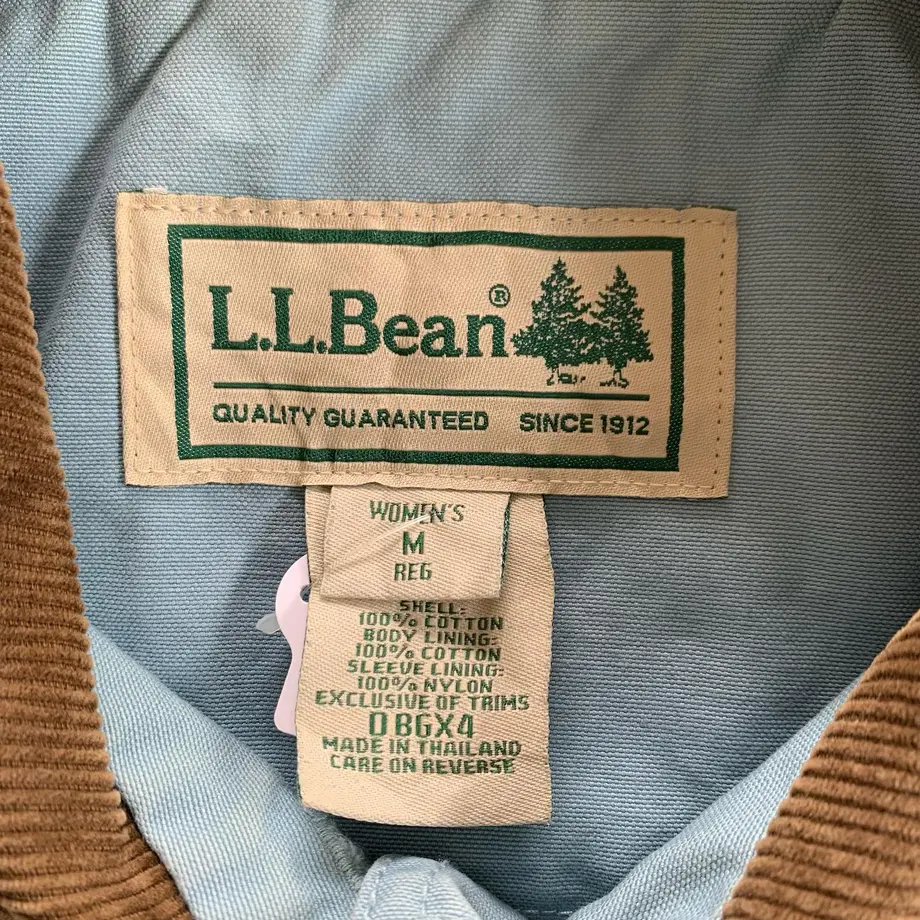 L.L.Bean®
QUALITY GUARANTEED SINCE 1912
WOMEN'S
M
REG
SHELL:
100% COTTON
BODY LINING:
100% COTTON
SLEEVE LINING:
100% NYLON
EXCLUSIVE OF TRIMS
0BGX4
MADE IN THAILAND
CARE ON REVERSE